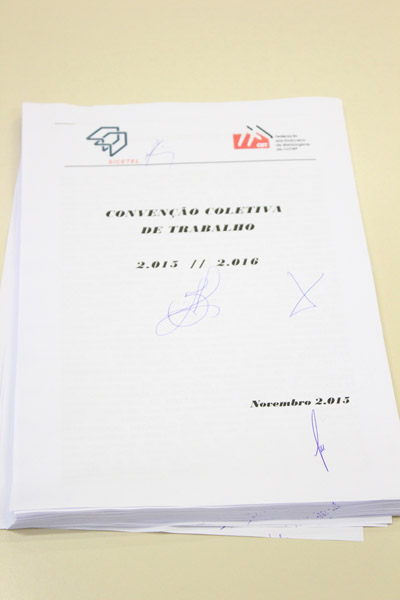 SICETEL
CONVENÇÃO COLETIVA
DE TRABALHO
2.015 // 2.016
Novembro 2.015